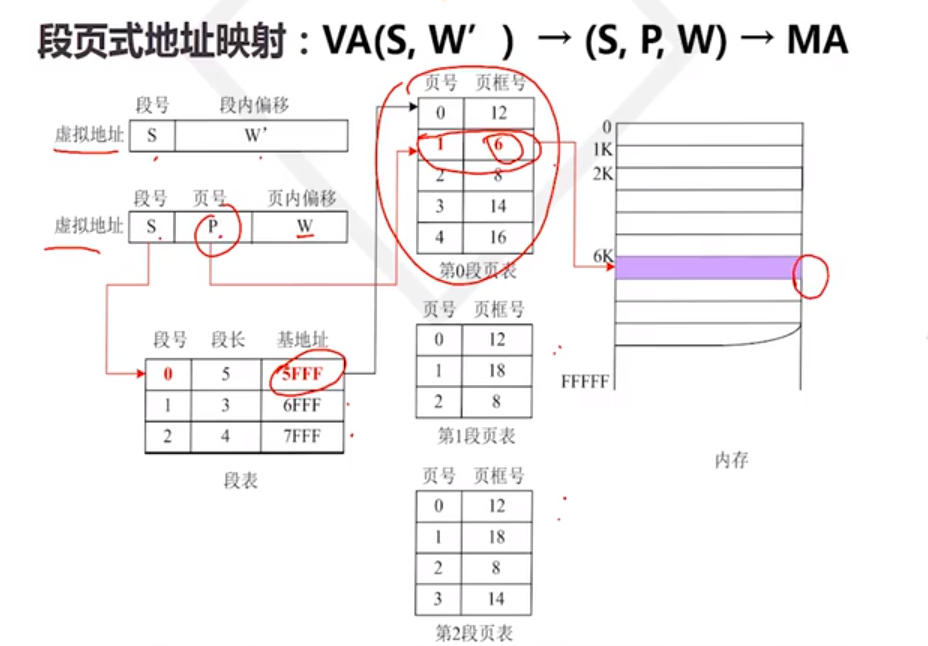 段页式地址映射：VA(S, W’ ) → (S, P, W) → MA
段号 段内偏移
虚拟地址 S W’
段号 页号 页内偏移
虚拟地址 S P W
段号 段长 基地址
0 5 5FFF
1 3 6FFF
2 4 7FFF
段表
页号 页框号
0 12
1 6
2 8
3 14
4 16
第0段页表
页号 页框号
0 12
1 18
2 8
第1段页表
页号 页框号
0 12
1 18
2 8
3 14
第2段页表
0
1K
2K
6K
FFFFF
内存